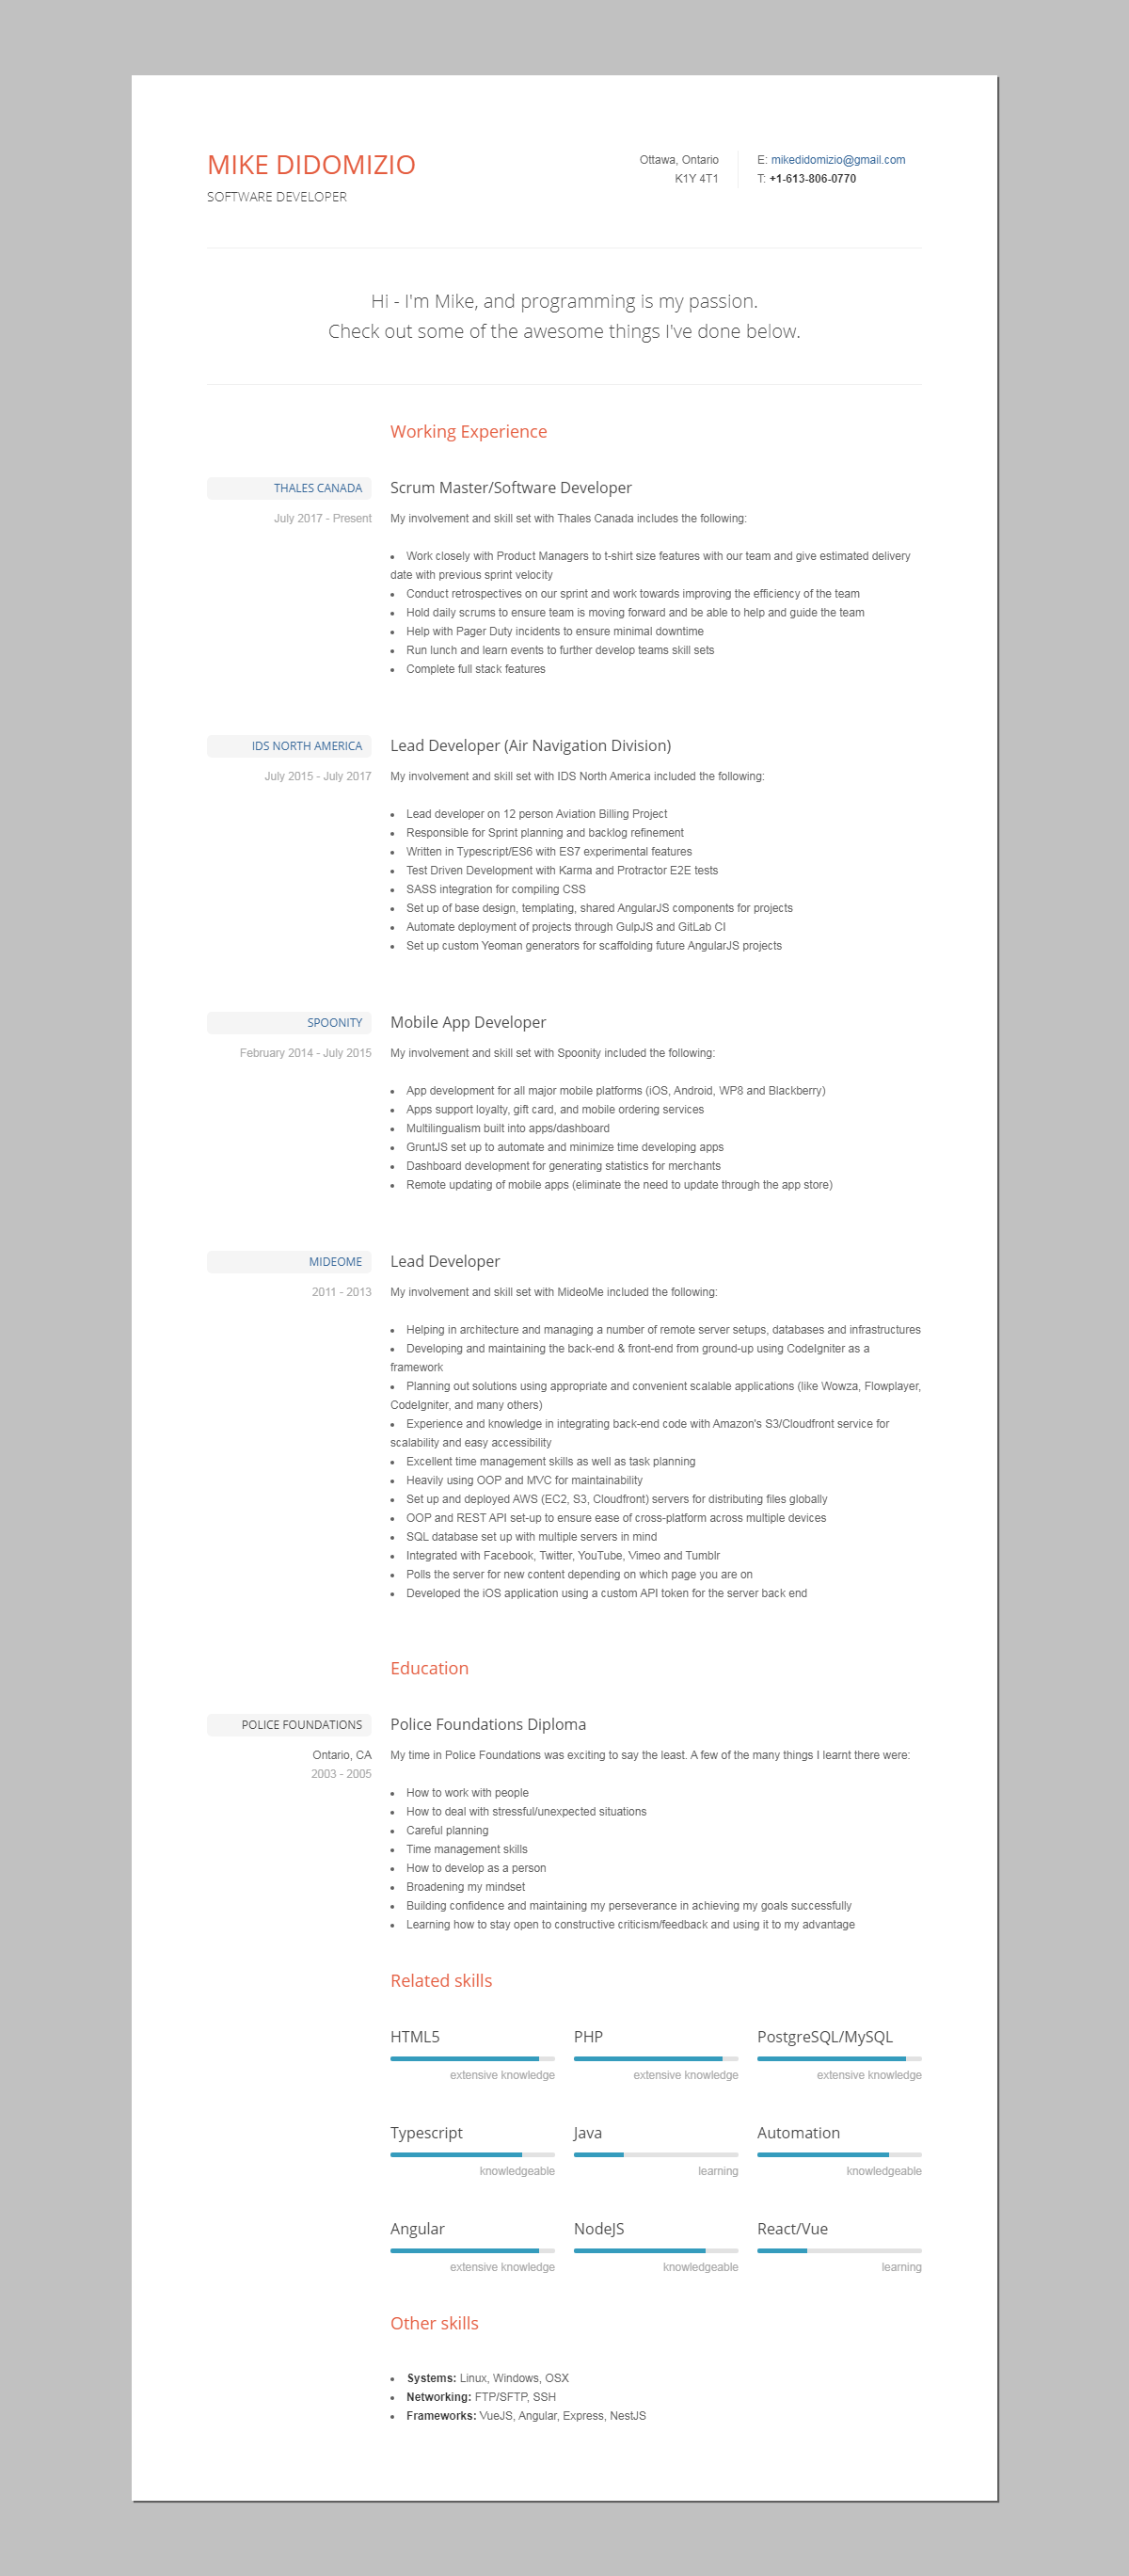 MIKE DIDOMIZIO
SOFTWARE DEVELOPER
Ottawa, Ontario
K1Y 4T1
E: mikedidomizio@gmail.com
T: +1-613-806-0770
Hi - I'm Mike, and programming is my passion.
Check out some of the awesome things I've done below.
Working Experience
THALES CANADA
July 2017 - Present
Scrum Master/Software Developer
My involvement and skill set with Thales Canada includes the following:
• Work closely with Product Managers to t-shirt size features with our team and give estimated delivery
date with previous sprint velocity
• Conduct retrospectives on our sprint and work towards improving the efficiency of the team
• Hold daily scrums to ensure team is moving forward and be able to help and guide the team
• Help with Pager Duty incidents to ensure minimal downtime
• Run lunch and learn events to further develop teams skill sets
• Complete full stack features
IDS NORTH AMERICA
July 2015 - July 2017
Lead Developer (Air Navigation Division)
My involvement and skill set with IDS North America included the following:
• Lead developer on 12 person Aviation Billing Project
• Responsible for Sprint planning and backlog refinement
• Written in Typescript/ES6 with ES7 experimental features
• Test Driven Development with Karma and Protractor E2E tests
• SASS integration for compiling CSS
• Set up of base design, templating, shared AngularJS components for projects
• Automate deployment of projects through GulpJS and GitLab CI
• Set up custom Yeoman generators for scaffolding future AngularJS projects
SPOONITY
February 2014 - July 2015
Mobile App Developer
My involvement and skill set with Spoonity included the following:
• App development for all major mobile platforms (iOS, Android, WP8 and Blackberry)
• Apps support loyalty, gift card, and mobile ordering services
• Multilingualism built into apps/dashboard
• GruntJS set up to automate and minimize time developing apps
• Dashboard development for generating statistics for merchants
• Remote updating of mobile apps (eliminate the need to update through the app store)
MIDEOME
2011 - 2013
Lead Developer
My involvement and skill set with MideoMe included the following:
• Helping in architecture and managing a number of remote server setups, databases and infrastructures
• Developing and maintaining the back-end & front-end from ground-up using CodeIgniter as a
framework
• Planning out solutions using appropriate and convenient scalable applications (like Wowza, Flowplayer,
CodeIgniter, and many others)
• Experience and knowledge in integrating back-end code with Amazon's S3/Cloudfront service for
scalability and easy accessibility
• Excellent time management skills as well as task planning
• Heavily using OOP and MVC for maintainability
• Set up and deployed AWS (EC2, S3, Cloudfront) servers for distributing files globally
• OOP and REST API set-up to ensure ease of cross-platform across multiple devices
• SQL database set up with multiple servers in mind
• Integrated with Facebook, Twitter, YouTube, Vimeo and Tumblr
• Polls the server for new content depending on which page you are on
• Developed the iOS application using a custom API token for the server back end
Education
POLICE FOUNDATIONS
Ontario, CA
2003 - 2005
Police Foundations Diploma
My time in Police Foundations was exciting to say the least. A few of the many things I learnt there were:
• How to work with people
• How to deal with stressful/unexpected situations
• Careful planning
• Time management skills
• How to develop as a person
• Broadening my mindset
• Building confidence and maintaining my perseverance in achieving my goals successfully
• Learning how to stay open to constructive criticism/feedback and using it to my advantage
Related skills
HTML5
extensive knowledge
PHP
extensive knowledge
PostgreSQL/MySQL
extensive knowledge
Typescript
knowledgeable
Java
learning
Automation
knowledgeable
Angular
extensive knowledge
NodeJS
knowledgeable
React/Vue
learning
Other skills
• Systems: Linux, Windows, OSX
• Networking: FTP/SFTP, SSH
• Frameworks: VueJS, Angular, Express, NestJS